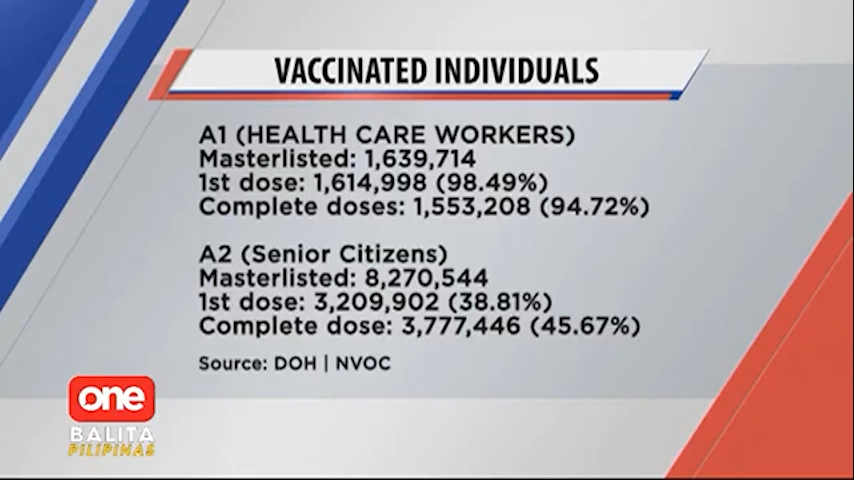 VACCINATED INDIVIDUALS
A1 (HEALTH CARE WORKERS)
Masterlisted: 1,639,714
1st dose: 1,614,998 (98.49%)
Complete doses: 1,553,208 (94.72%)
A2 (Senior Citizens)
Masterlisted: 8,270,544
1st dose: 3,209,902 (38.81%)
Complete dose: 3,777,446 (45.67%)
Source: DOH | NVOC
one
BALITA
PILIPINAS